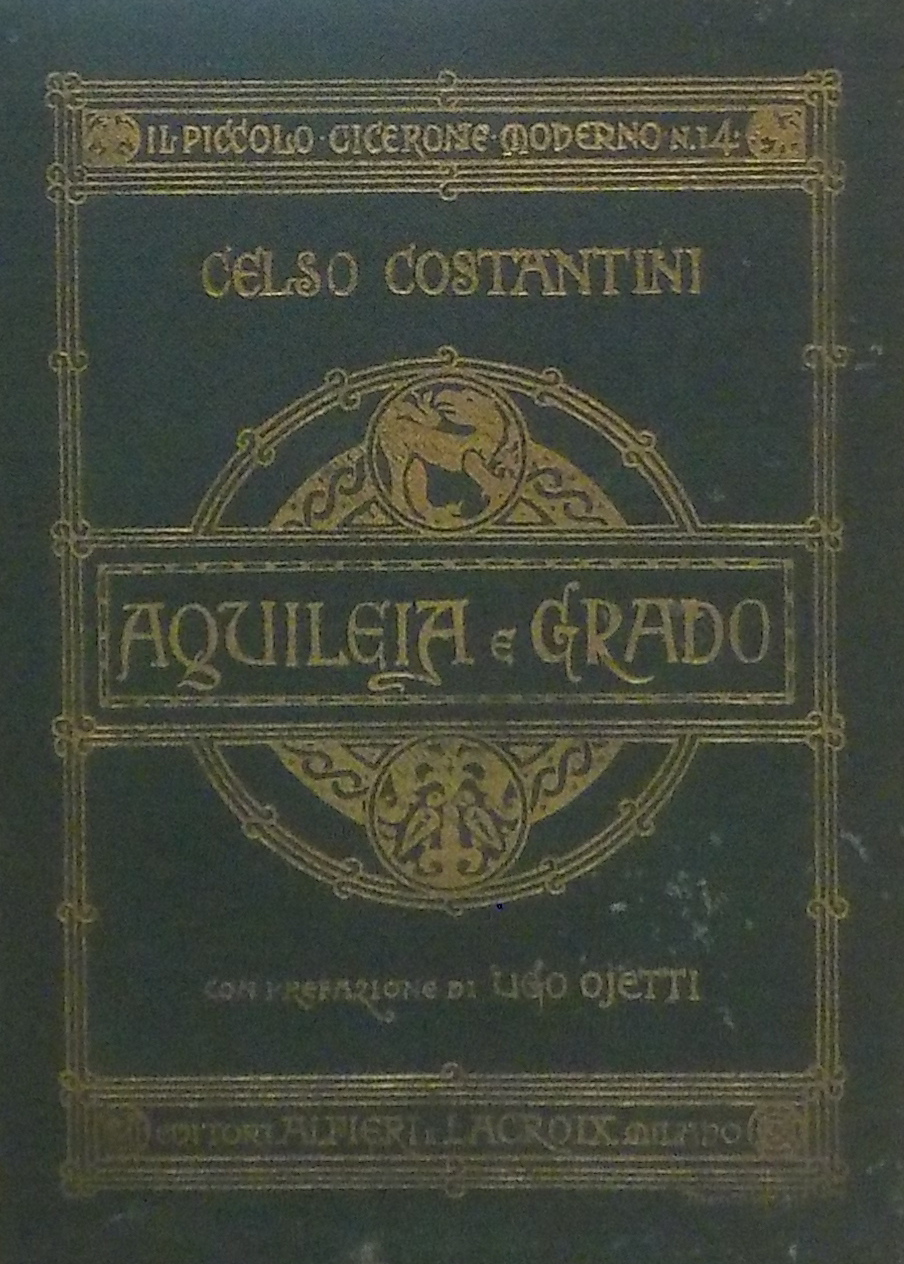 IL PICCOLO · CICERONE · MODERNO N.14:
CELSO COSTANTINI
AQUILEIA E GRADO
CON PREFAZIONE DI UGO OJETTI
EDITORI ALFIERI & LACROIX MILANO